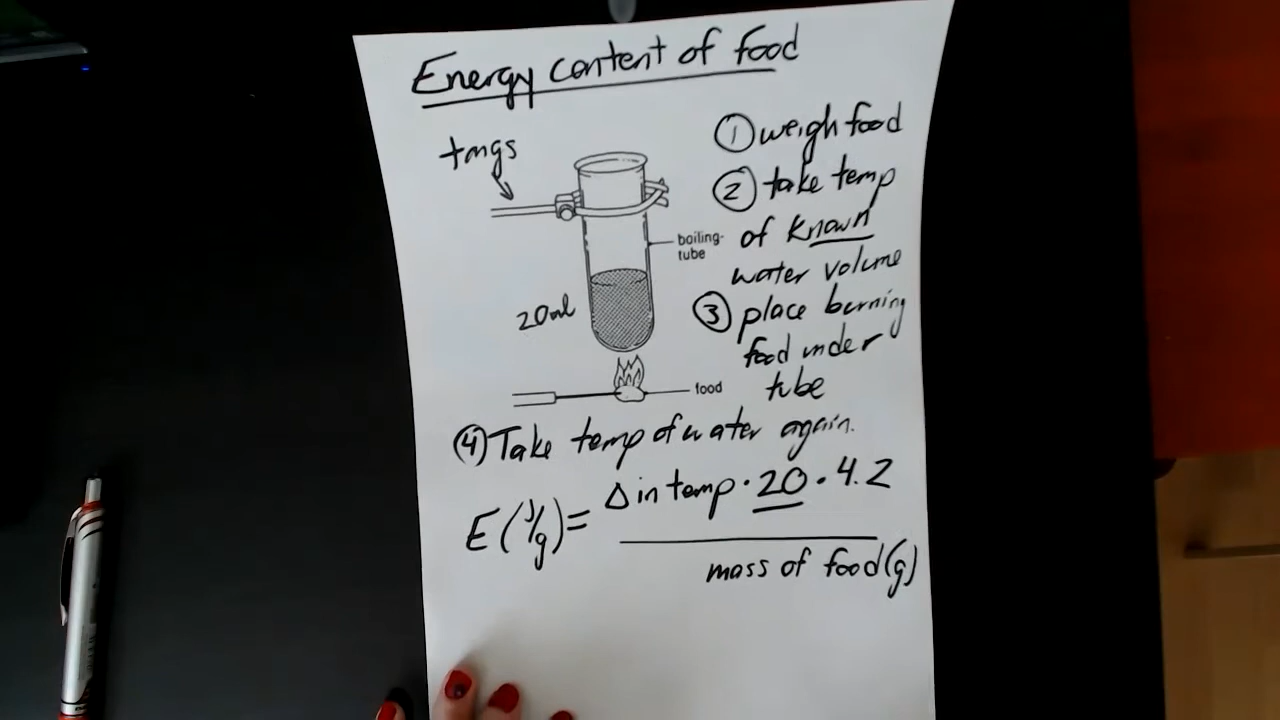 Energy content of food
tongs
① weigh food
② take temp
of known
water volume
boiling-
tube
20ml
③ place burning
food under
tube
food
④ Take temp of water again.
E (J/g) = Δ in temp · 20 · 4.2
mass of food (g)